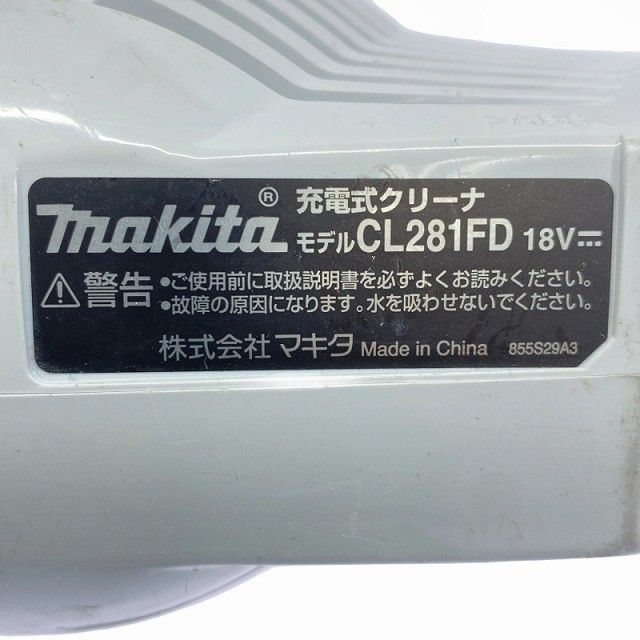 makita® 充電式クリーナ
モデルCL281FD 18V⎓
⚠警告 •ご使用前に取扱説明書を必ずよくお読みください。
•故障の原因になります。水を吸わせないでください。
株式会社 マキタ Made in China 855S29A3